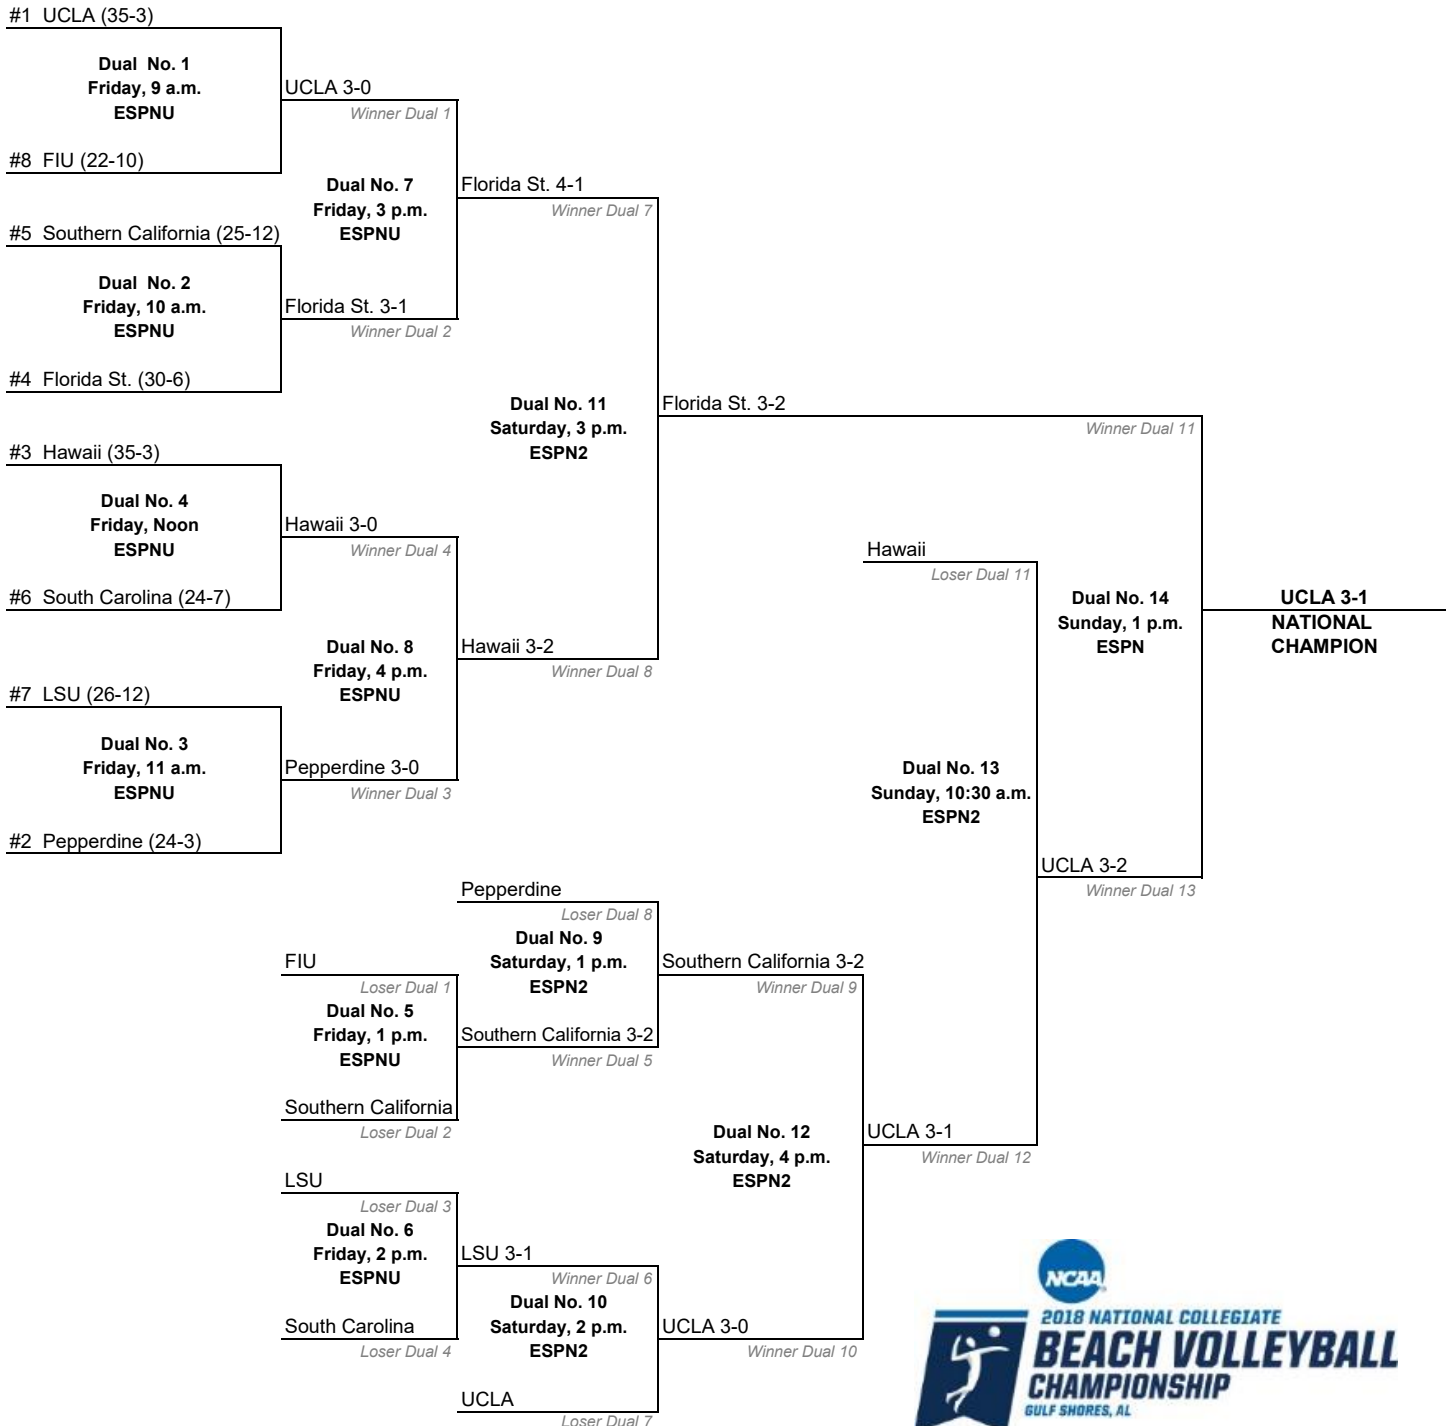 #1 UCLA (35-3)
Dual No. 1
Friday, 9 a.m.
ESPNU
UCLA 3-0
Winner Dual 1
#8 FIU (22-10)
Dual No. 7
Friday, 3 p.m.
ESPNU
Florida St. 4-1
Winner Dual 7
#5 Southern California (25-12)
Dual No. 2
Friday, 10 a.m.
ESPNU
Florida St. 3-1
Winner Dual 2
#4 Florida St. (30-6)
Dual No. 11
Saturday, 3 p.m.
ESPN2
Florida St. 3-2
Winner Dual 11
#3 Hawaii (35-3)
Dual No. 4
Friday, Noon
ESPNU
Hawaii 3-0
Winner Dual 4
#6 South Carolina (24-7)
Hawaii
Loser Dual 11
Dual No. 14
Sunday, 1 p.m.
ESPN
UCLA 3-1
NATIONAL
CHAMPION
Dual No. 8
Friday, 4 p.m.
ESPNU
Hawaii 3-2
Winner Dual 8
#7 LSU (26-12)
Dual No. 3
Friday, 11 a.m.
ESPNU
Pepperdine 3-0
Winner Dual 3
#2 Pepperdine (24-3)
Dual No. 13
Sunday, 10:30 a.m.
ESPN2
UCLA 3-2
Winner Dual 13
Pepperdine
Loser Dual 8
Dual No. 9
Saturday, 1 p.m.
ESPN2
Southern California 3-2
Winner Dual 9
FIU
Loser Dual 1
Dual No. 5
Friday, 1 p.m.
ESPNU
Southern California 3-2
Winner Dual 5
Southern California
Loser Dual 2
Dual No. 12
Saturday, 4 p.m.
ESPN2
UCLA 3-1
Winner Dual 12
LSU
Loser Dual 3
Dual No. 6
Friday, 2 p.m.
ESPNU
LSU 3-1
Winner Dual 6
South Carolina
Loser Dual 4
Dual No. 10
Saturday, 2 p.m.
ESPN2
UCLA 3-0
Winner Dual 10
UCLA
Loser Dual 7
NCAA
2018 NATIONAL COLLEGIATE
BEACH VOLLEYBALL
CHAMPIONSHIP
GULF SHORES, AL